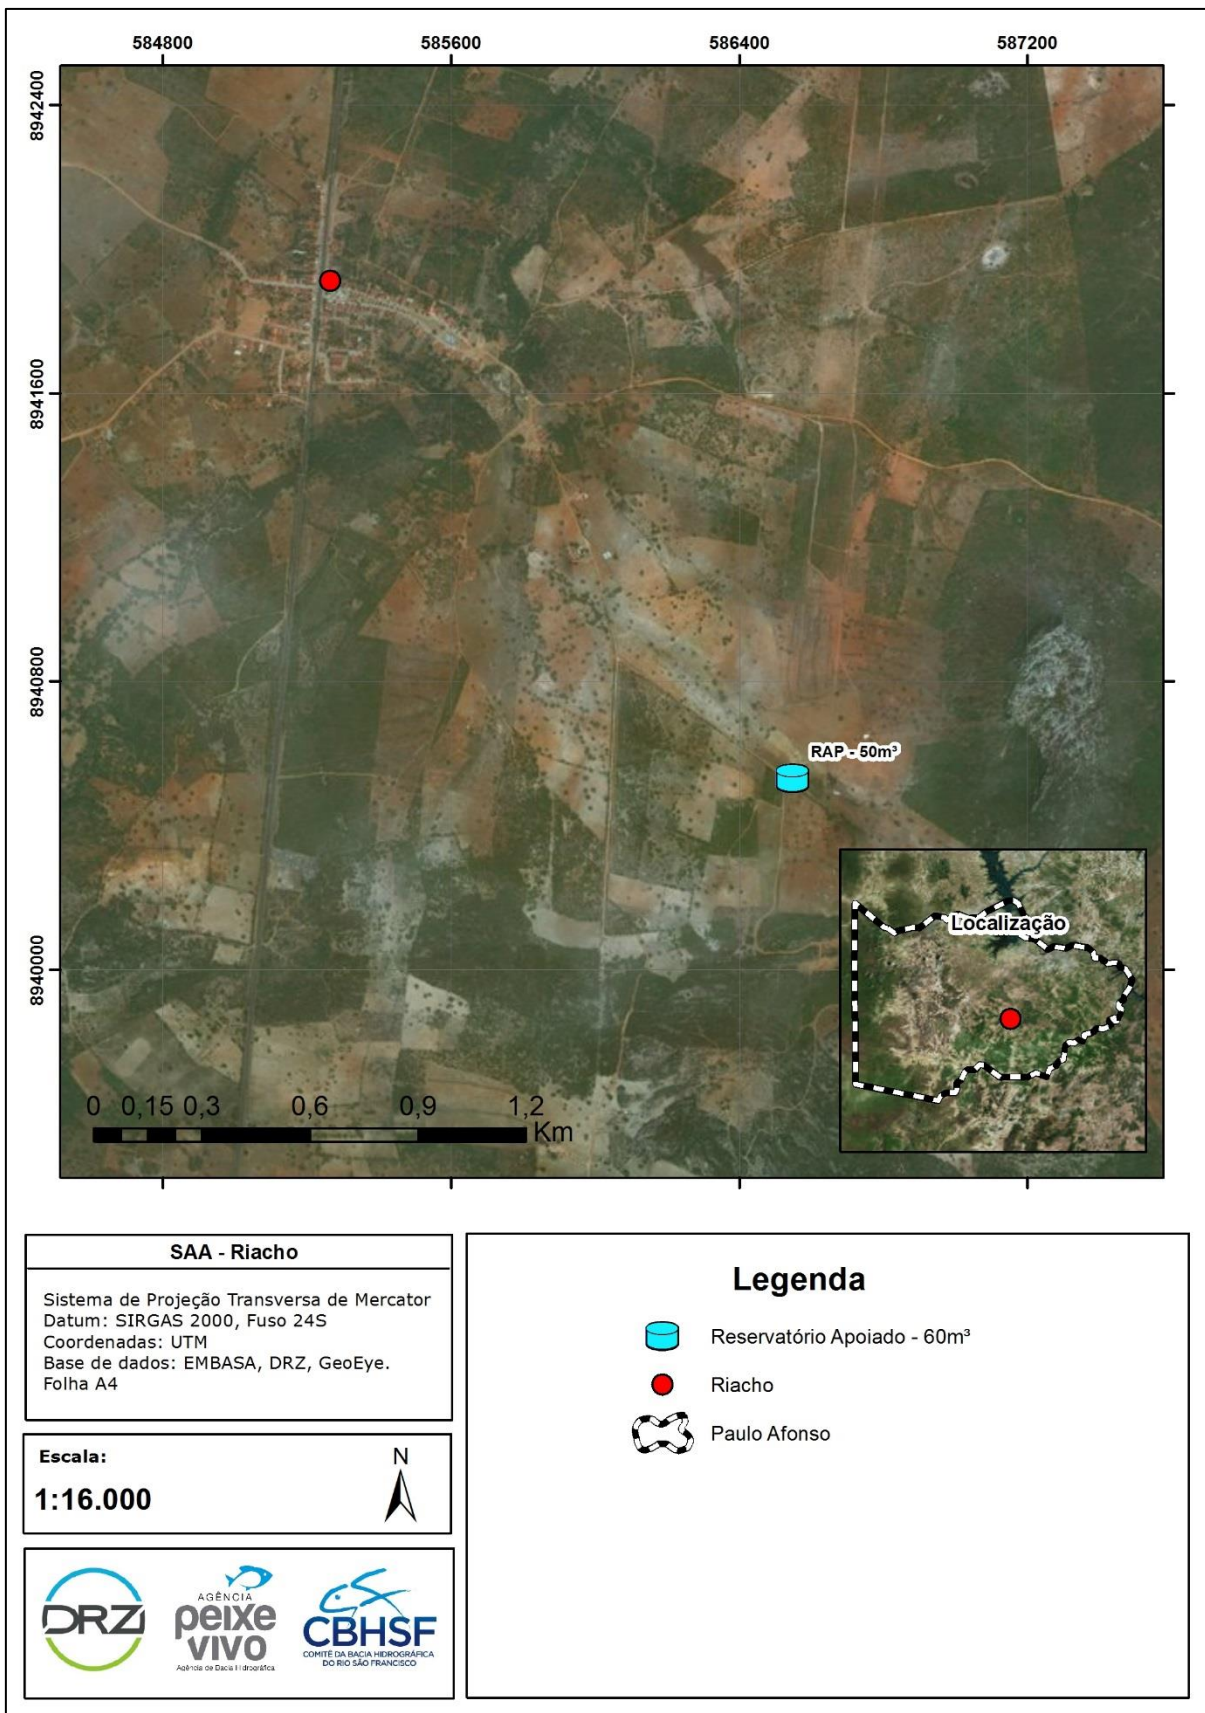 584800
585600
586400
587200
8942400
8941600
8940800
8940000
RAP - 50m³
Localização
0 0,15 0,3 0,6 0,9 1,2
Km
SAA - Riacho
Sistema de Projeção Transversa de Mercator
Datum: SIRGAS 2000, Fuso 24S
Coordenadas: UTM
Base de dados: EMBASA, DRZ, GeoEye.
Folha A4
Escala:
N
1:16.000
DRZ
AGÊNCIA
peixe
vivo
Agência de Bacia Hidrográfica
CBHSF
COMITÊ DA BACIA HIDROGRÁFICA
DO RIO SÃO FRANCISCO
Legenda
Reservatório Apoiado - 60m³
Riacho
Paulo Afonso